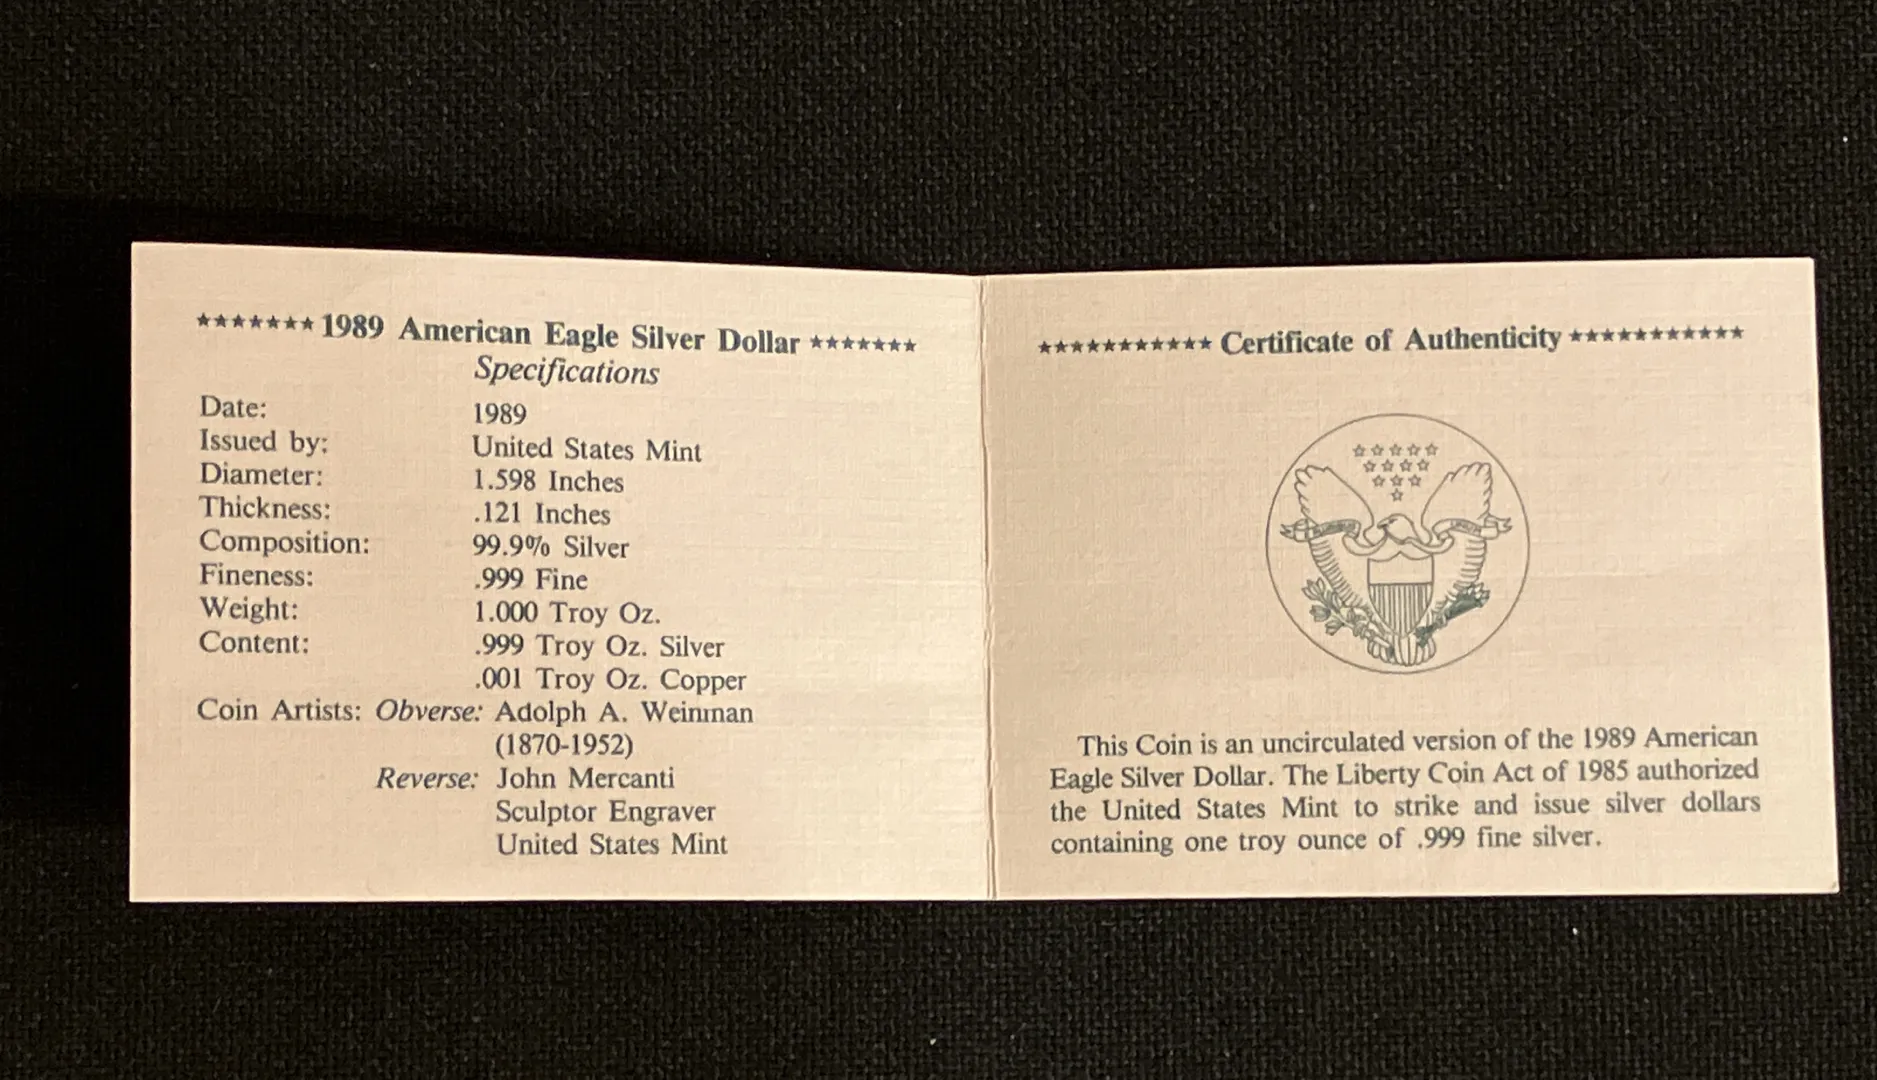 ★★★★★★★ 1989 American Eagle Silver Dollar ★★★★★★★
Specifications
Date: 1989
Issued by: United States Mint
Diameter: 1.598 Inches
Thickness: .121 Inches
Composition: 99.9% Silver
Fineness: .999 Fine
Weight: 1.000 Troy Oz.
Content: .999 Troy Oz. Silver
.001 Troy Oz. Copper
Coin Artists: Obverse: Adolph A. Weinman
(1870-1952)
Reverse: John Mercanti
Sculptor Engraver
United States Mint
★★★★★★★★★★★ Certificate of Authenticity ★★★★★★★★★★★
This Coin is an uncirculated version of the 1989 American
Eagle Silver Dollar. The Liberty Coin Act of 1985 authorized
the United States Mint to strike and issue silver dollars
containing one troy ounce of .999 fine silver.